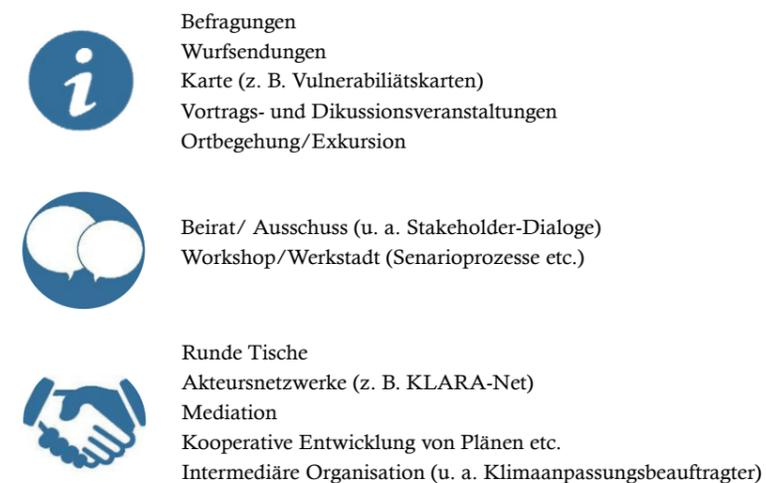 Befragungen
Wurfsendungen
Karte (z. B. Vulnerabiliätskarten)
Vortrags- und Dikussionsveranstaltungen
Ortbegehung/Exkursion
Beirat/ Ausschuss (u. a. Stakeholder-Dialoge)
Workshop/Werkstadt (Senarioprozesse etc.)
Runde Tische
Akteursnetzwerke (z. B. KLARA-Net)
Mediation
Kooperative Entwicklung von Plänen etc.
Intermediäre Organisation (u. a. Klimaanpassungsbeauftragter)